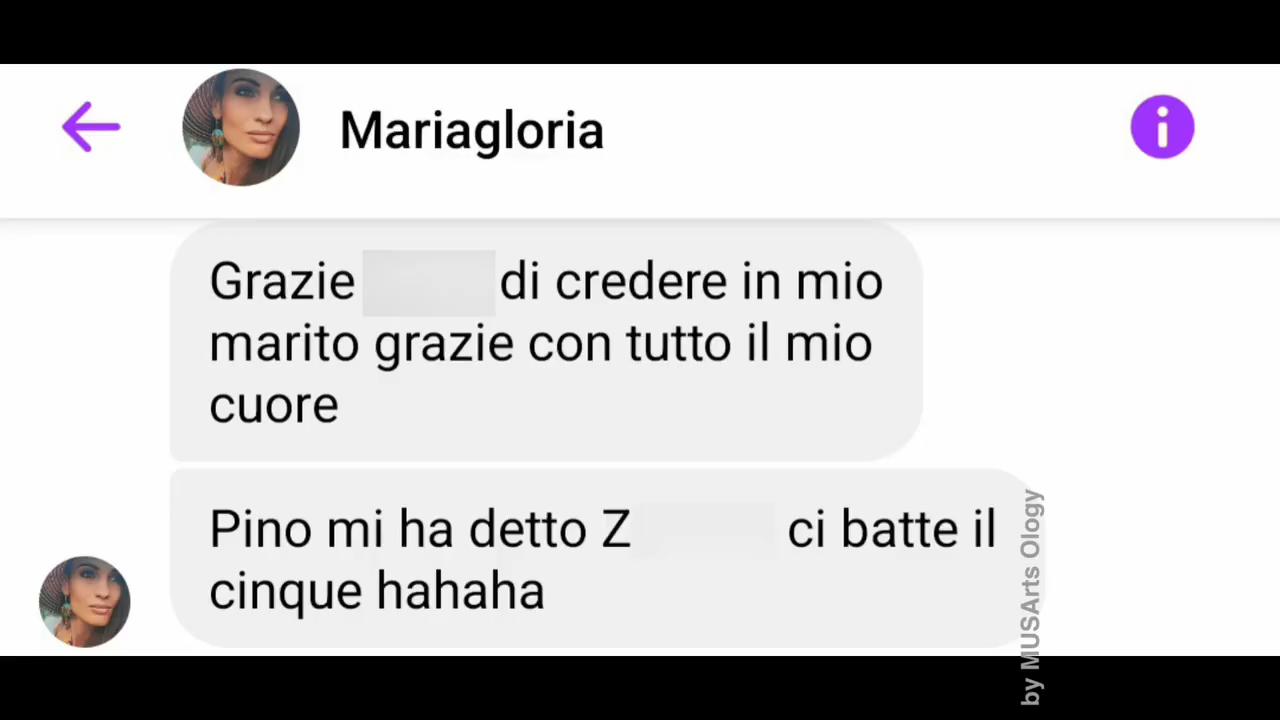 Mariagloria
Grazie di credere in mio
marito grazie con tutto il mio
cuore
Pino mi ha detto Z ci batte il
cinque hahaha
by MUSArts Ology